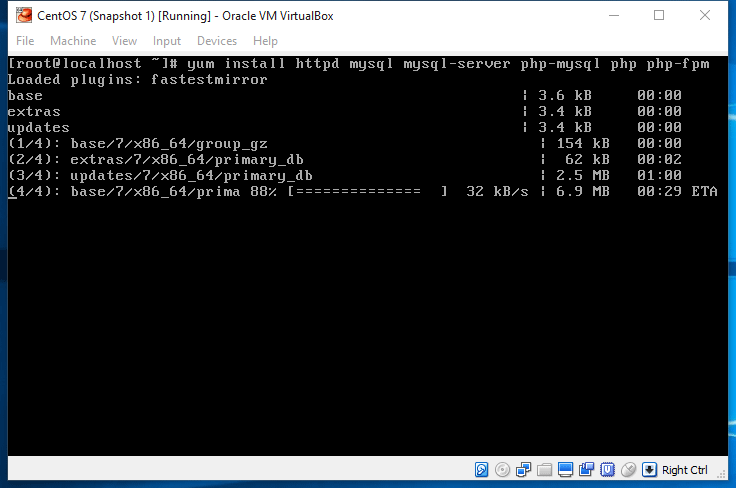 CentOS 7 (Snapshot 1) [Running] - Oracle VM VirtualBox
File Machine View Input Devices Help
[root@localhost ~]# yum install httpd mysql mysql-server php-mysql php php-fpm
Loaded plugins: fastestmirror
base | 3.6 kB 00:00
extras | 3.4 kB 00:00
updates | 3.4 kB 00:00
(1/4): base/7/x86_64/group_gz | 154 kB 00:00
(2/4): extras/7/x86_64/primary_db | 62 kB 00:02
(3/4): updates/7/x86_64/primary_db | 2.5 MB 01:00
(4/4): base/7/x86_64/prima 88% [============== ] 32 kB/s | 6.9 MB 00:29 ETA
Right Ctrl